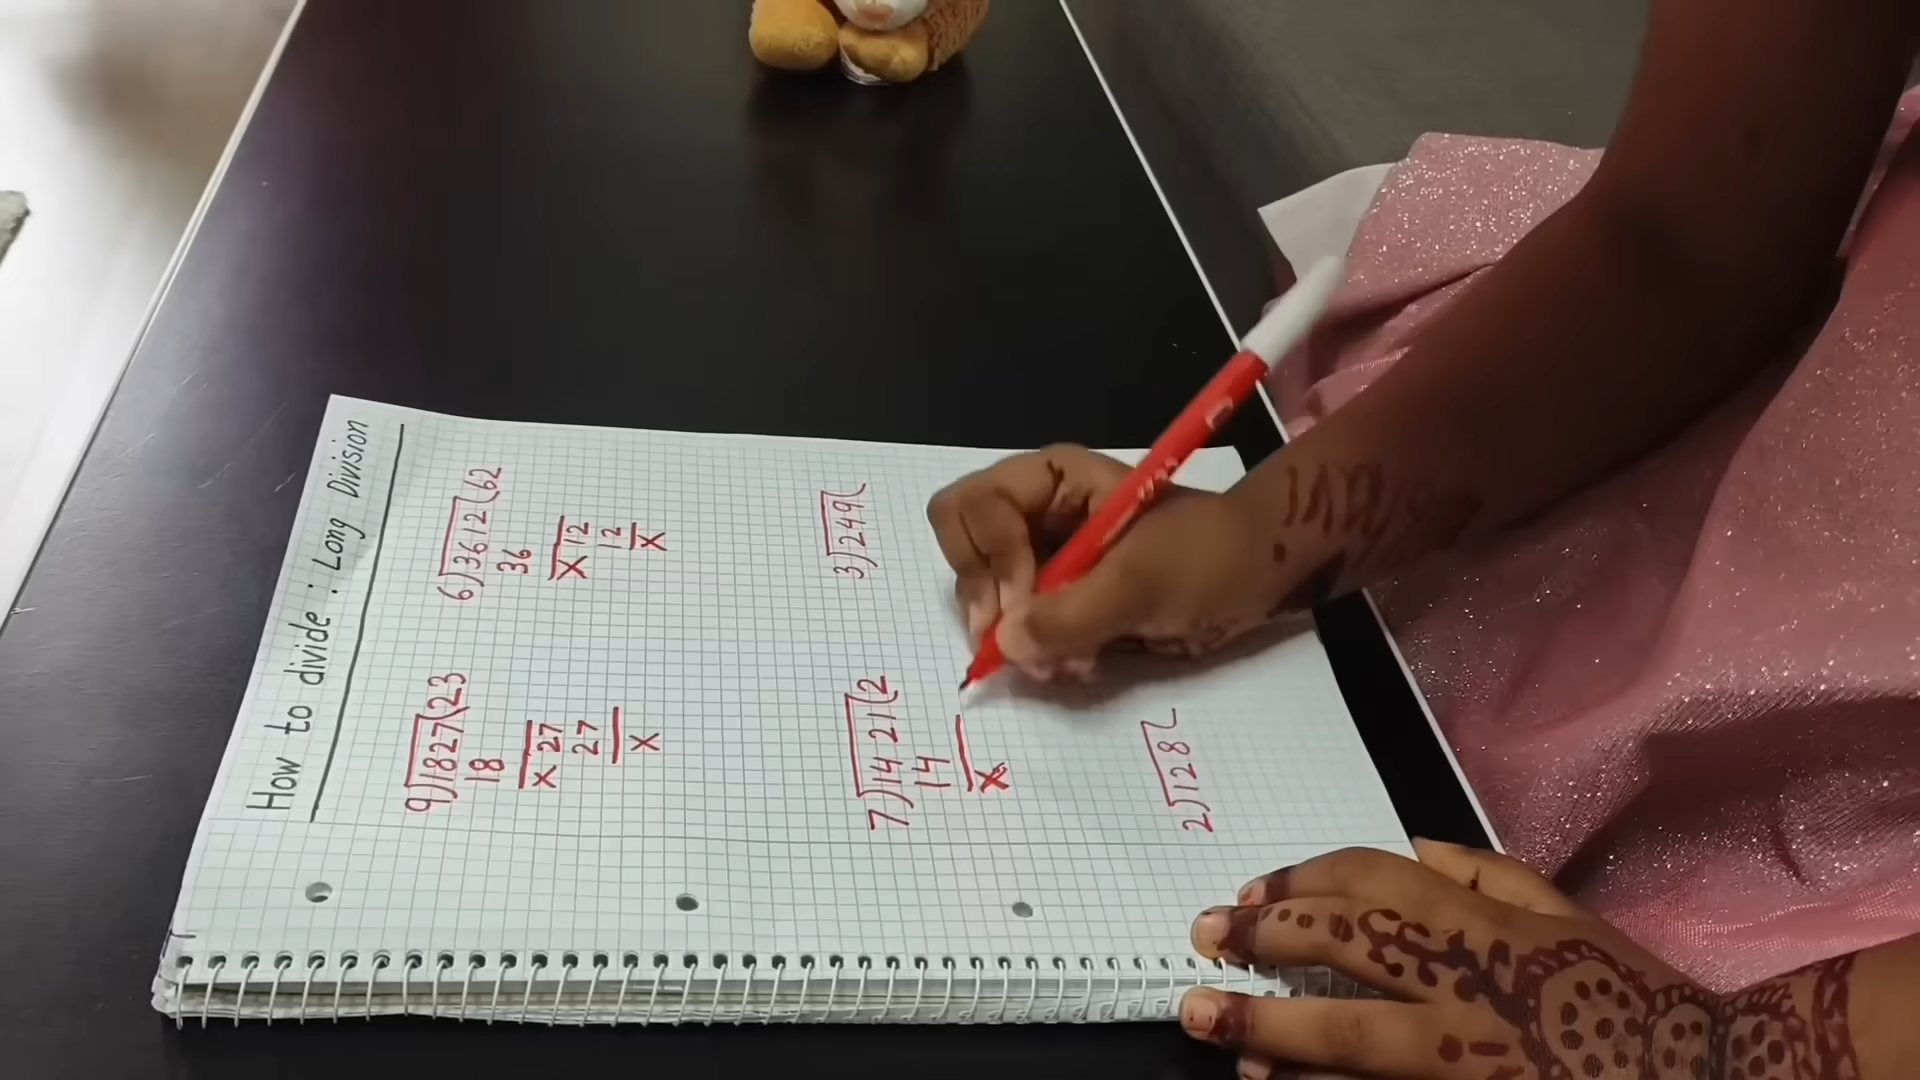 How to divide : Long Division
9)1827(23
18
X 27
27
X
6)3612(62
36
X 12
12
X
7)1421(2
14
X
3)249(
2)128(